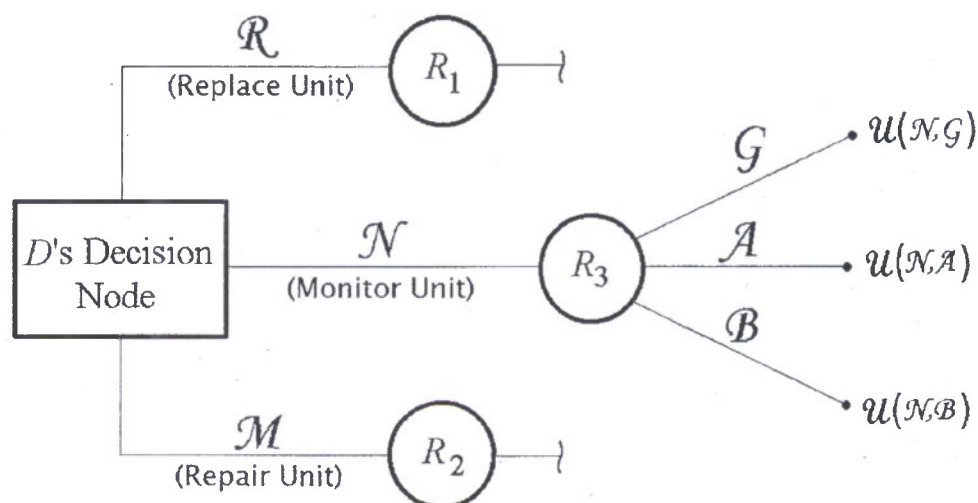 R
(Replace Unit)
R1
G
U(N,G)
D's Decision
Node
N
(Monitor Unit)
R3
A
U(N,A)
B
U(N,B)
M
(Repair Unit)
R2